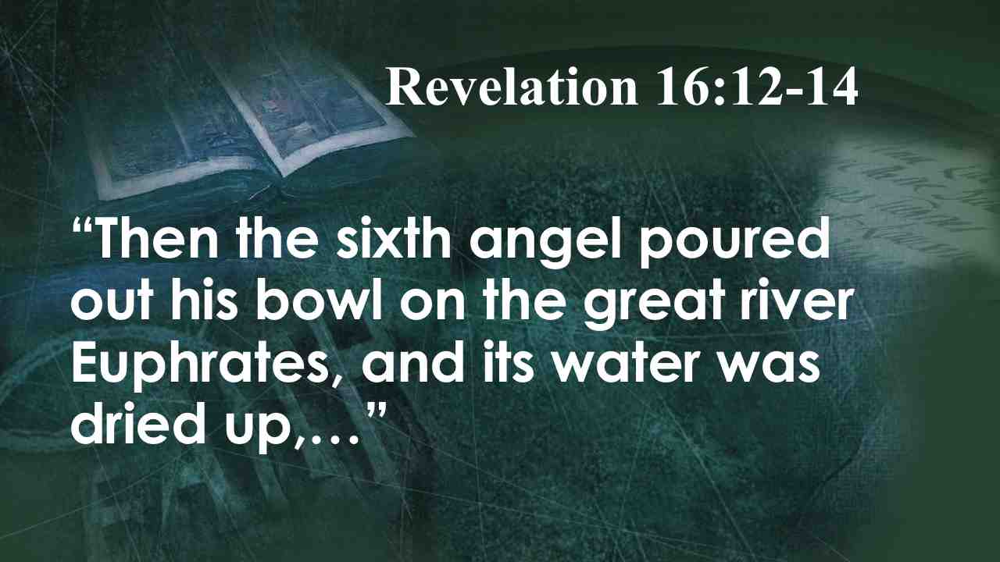 Revelation 16:12-14
“Then the sixth angel poured
out his bowl on the great river
Euphrates, and its water was
dried up,…”